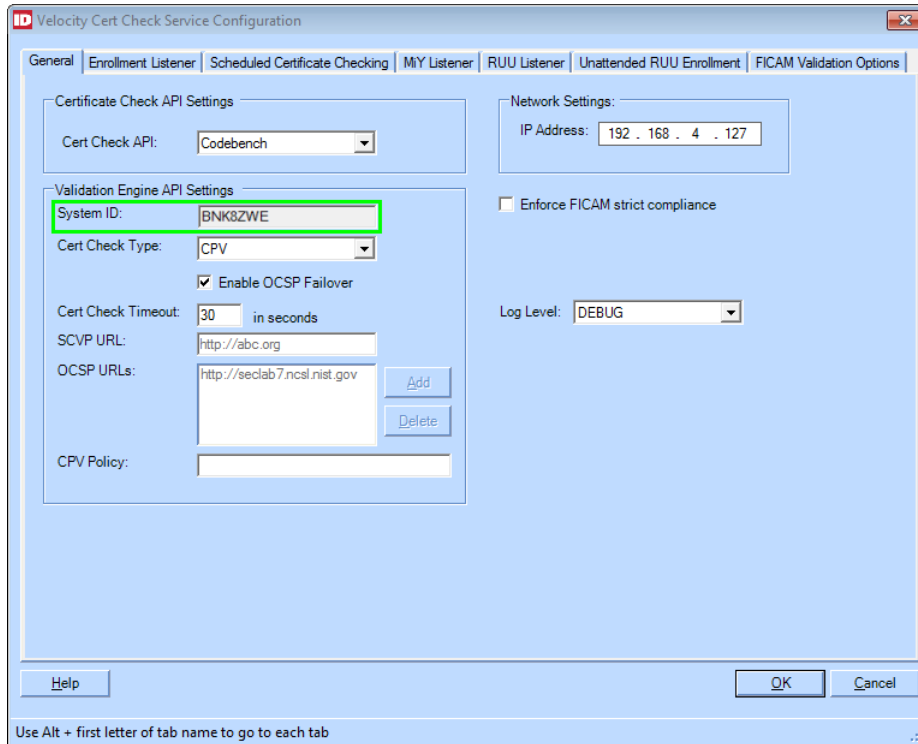 ID Velocity Cert Check Service Configuration
General Enrollment Listener Scheduled Certificate Checking MiY Listener RUU Listener Unattended RUU Enrollment FICAM Validation Options
Certificate Check API Settings
Cert Check API: Codebench
Network Settings:
IP Address: 192 . 168 . 4 . 127
Validation Engine API Settings
System ID: BNK8ZWE
Enforce FICAM strict compliance
Cert Check Type: CPV
Enable OCSP Failover
Cert Check Timeout: 30 in seconds
Log Level: DEBUG
SCVP URL: http://abc.org
OCSP URLs: http://seclab7.ncsl.nist.gov
Add
Delete
CPV Policy:
Help
OK
Cancel
Use Alt + first letter of tab name to go to each tab